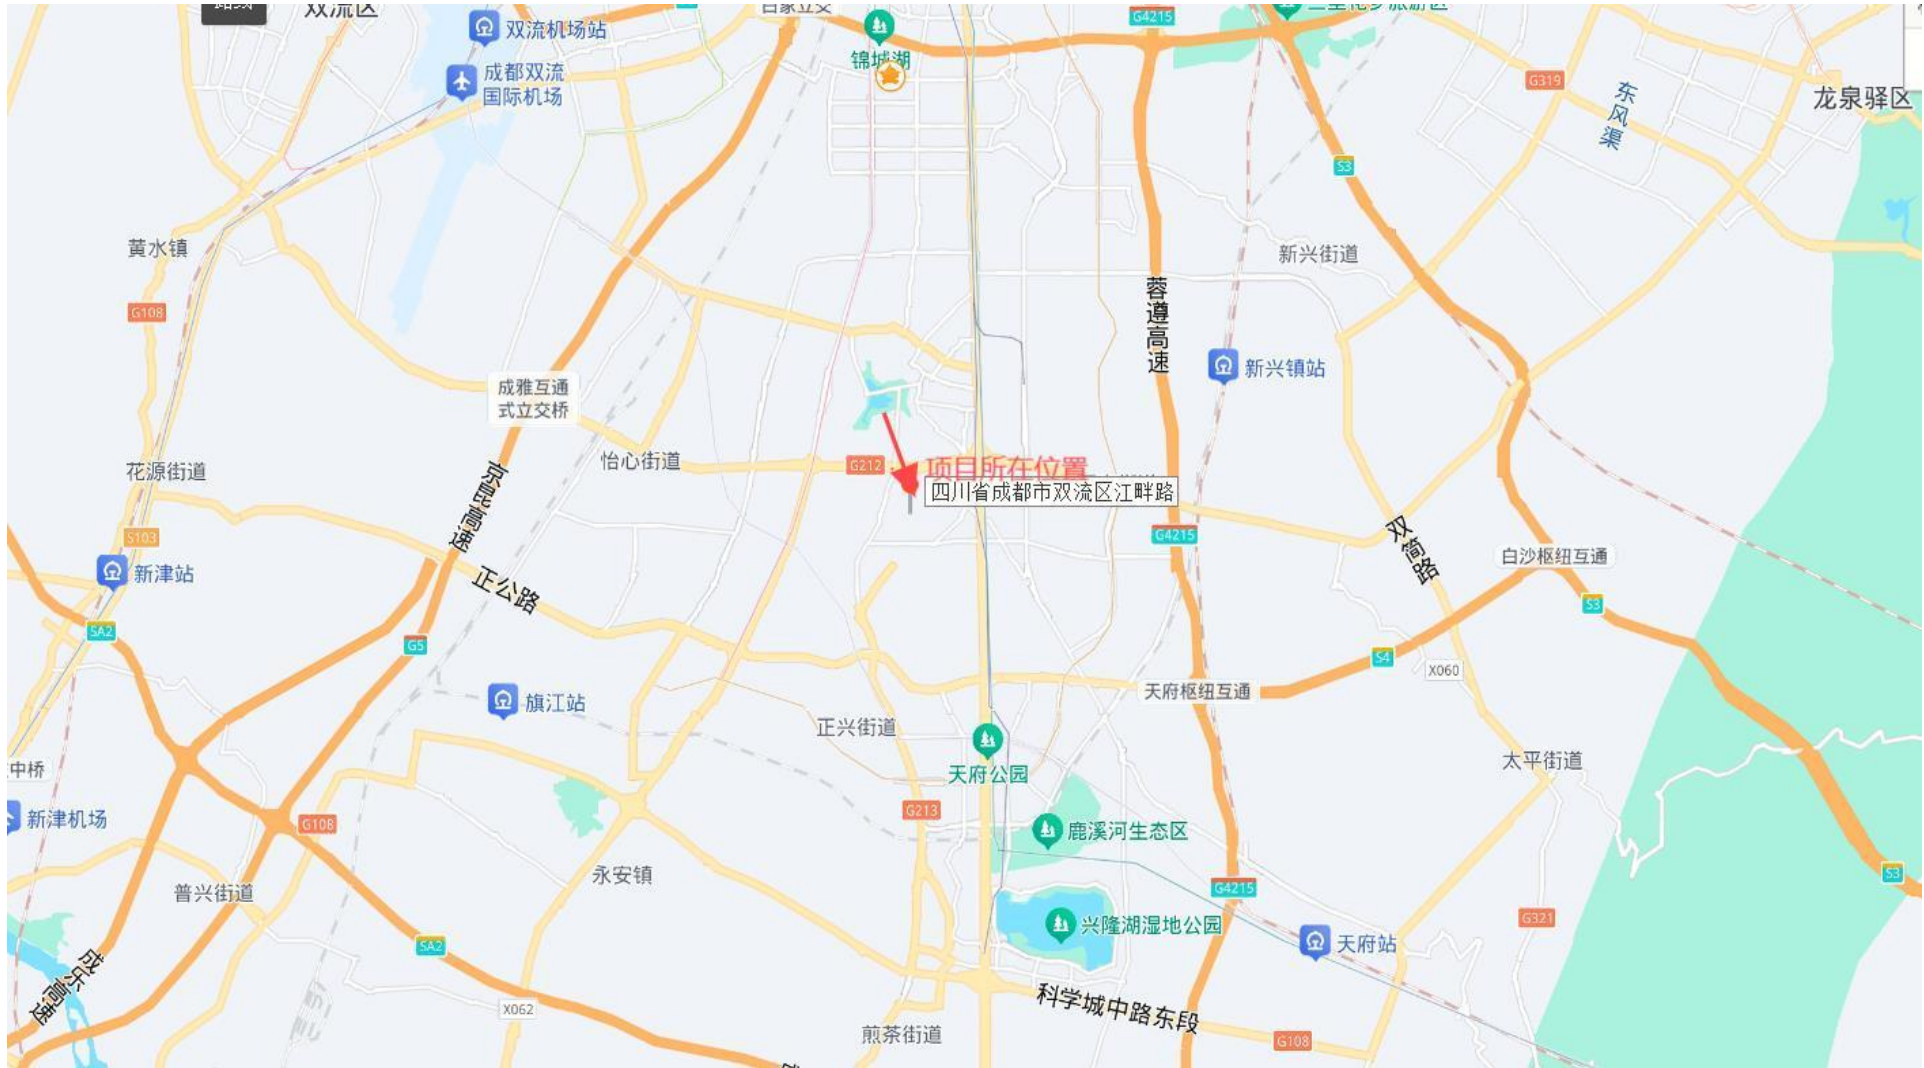 双流区
G4215
双流机场站
锦城湖
成都双流
国际机场
G319
东风渠
龙泉驿区
S3
黄水镇
新兴街道
G108
蓉遵高速
新兴镇站
成雅互通
式立交桥
怡心街道
G212
项目所在位置
四川省成都市双流区江畔路
花源街道
京昆高速
S103
新津站
正公路
G4215
双简路
白沙枢纽互通
S3
SA2
G5
S4
X060
旗江站
天府枢纽互通
正兴街道
天府公园
太平街道
中桥
新津机场
G108
G213
鹿溪河生态区
永安镇
普兴街道
G4215
S3
兴隆湖湿地公园
G321
天府站
SA2
成乐高速
X062
科学城中路东段
煎茶街道
G108